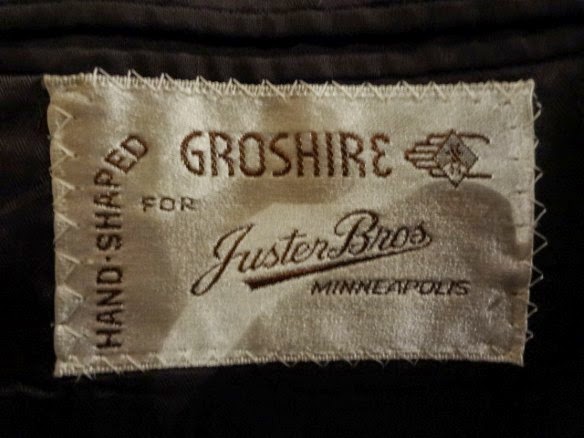 HAND·SHAPED
GROSHIRE
FOR
Juster Bros
MINNEAPOLIS